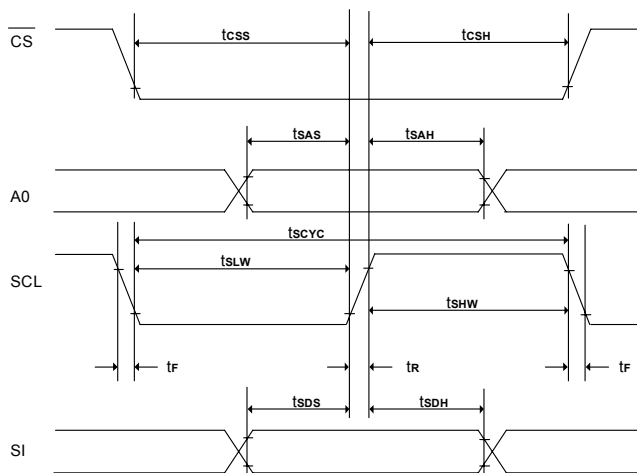 CS
tCSS
tCSH
tSAS
tSAH
A0
tSCYC
tSLW
SCL
tSHW
tF
tR
tF
tSDS
tSDH
SI